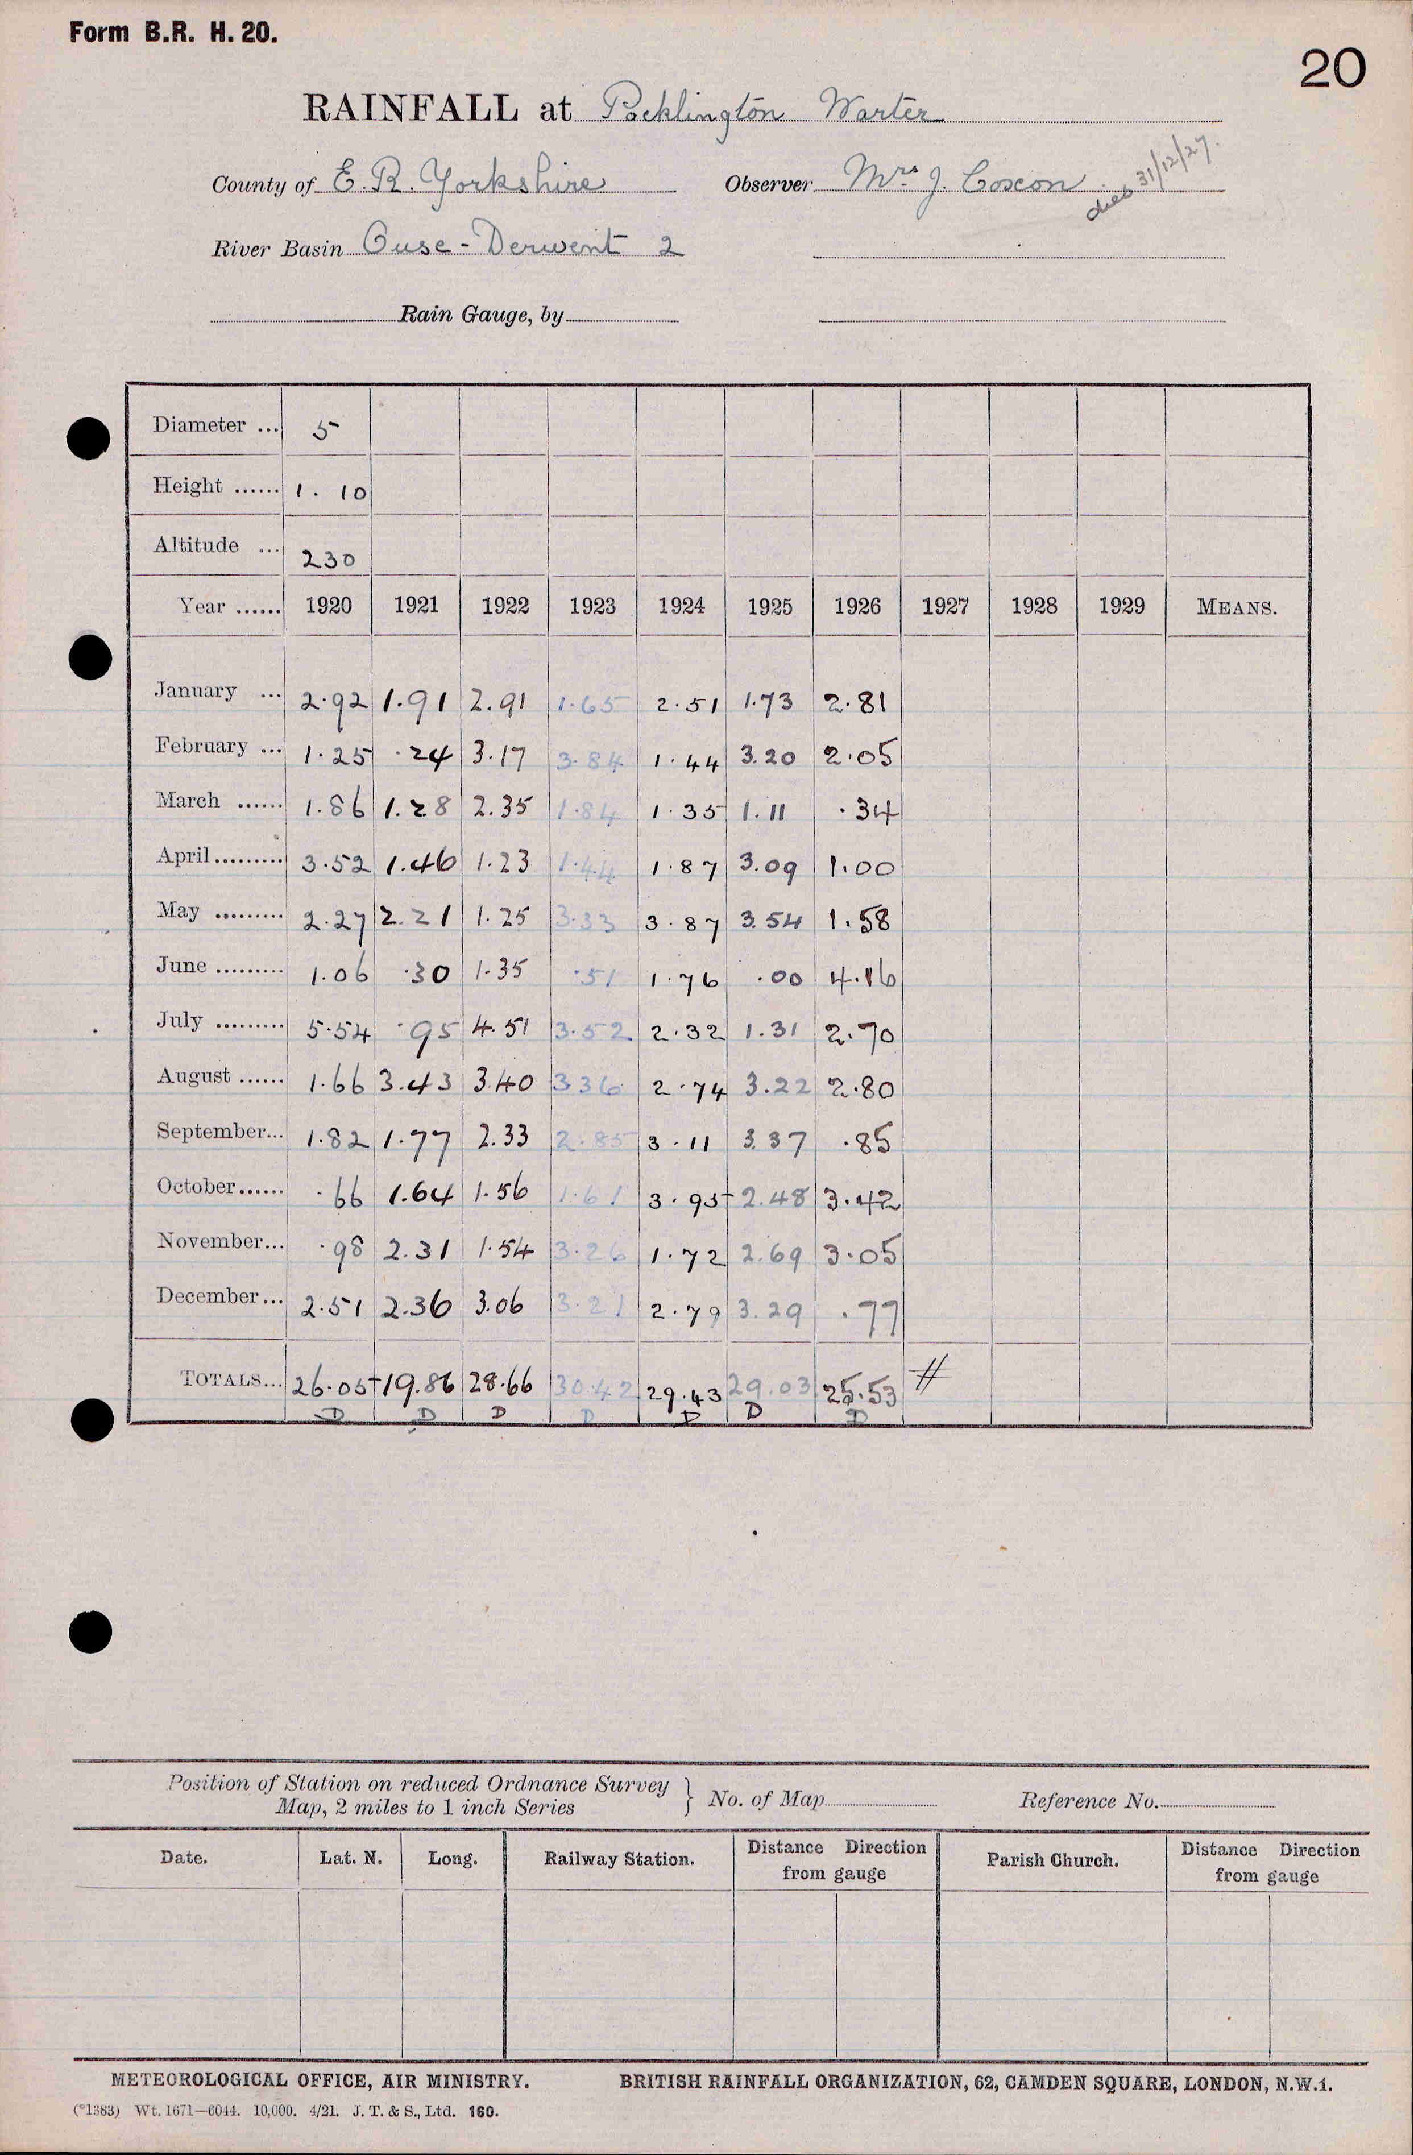 Form B.R. H. 20.
20
RAINFALL at Pocklington Warter
County of E. R. Yorkshire Observer Mrs J. Coxon died 31/12/27.
River Basin Ouse - Derwent 2
Rain Gauge, by
Diameter ... 5
Height ...... 1. 10
Altitude ... 230
Year ...... 1920 1921 1922 1923 1924 1925 1926 1927 1928 1929 MEANS.
January ... 2.92 1.91 2.91 1.65 2.51 1.73 2.81
February ... 1.25 .24 3.17 3.84 1.44 3.20 2.05
March ...... 1.86 1.28 2.35 1.84 1.35 1.11 .34
April......... 3.52 1.46 1.23 1.44 1.87 3.09 1.00
May ......... 2.27 2.21 1.25 3.33 3.87 3.54 1.58
June ......... 1.06 .30 1.35 .51 1.76 .00 4.16
July ......... 5.54 .95 4.51 3.52 2.32 1.31 2.70
August ...... 1.66 3.43 3.40 3.36 2.74 3.22 2.80
September... 1.82 1.77 2.33 2.85 3.11 3.37 .85
October...... .66 1.64 1.56 1.61 3.95 2.48 3.42
November... .98 2.31 1.54 3.26 1.72 2.69 3.05
December... 2.51 2.36 3.06 3.21 2.79 3.29 .77
TOTALS... 26.05 19.86 28.66 30.42 29.43 29.03 25.53 #
D D D D D D D
Position of Station on reduced Ordnance Survey
Map, 2 miles to 1 inch Series } No. of Map Reference No.
Date. Lat. N. Long. Railway Station. Distance Direction from gauge Parish Church. Distance Direction from gauge
METEOROLOGICAL OFFICE, AIR MINISTRY. BRITISH RAINFALL ORGANIZATION, 62, CAMDEN SQUARE, LONDON, N.W.1.
(*1383) Wt. 1671—6044. 10,000. 4/21. J. T. & S., Ltd. 160.